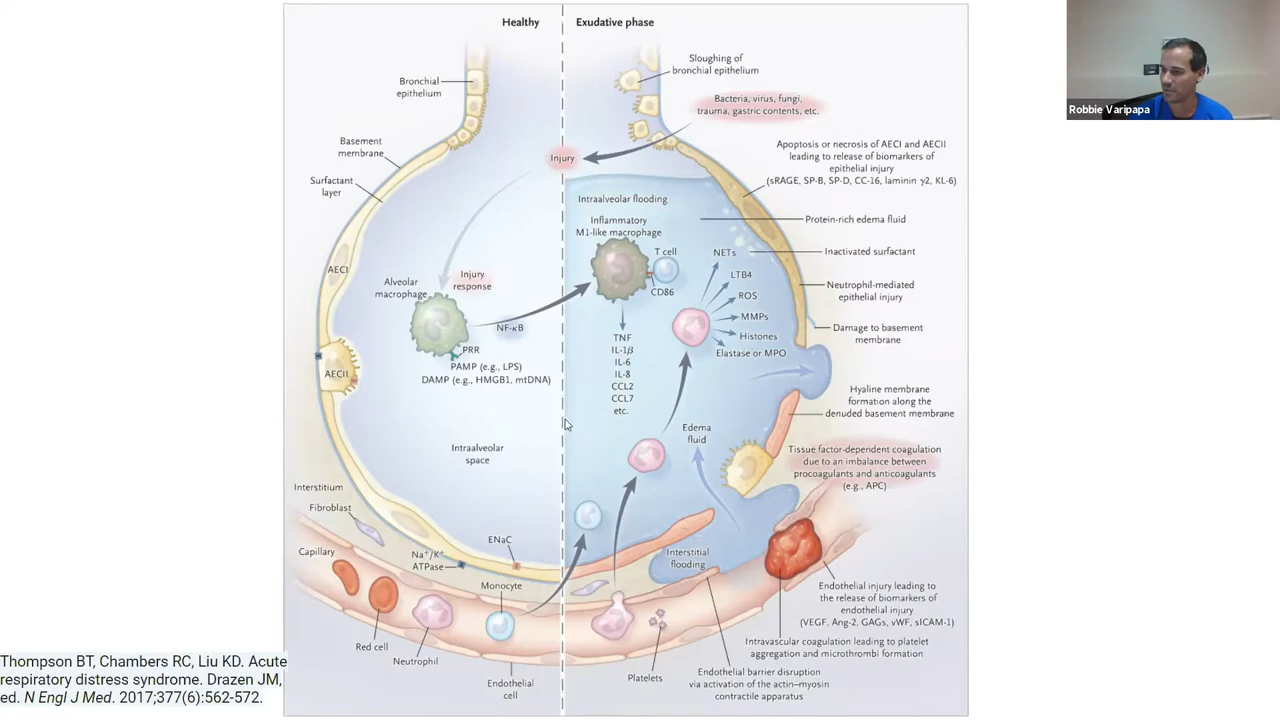 Healthy
Exudative phase
Bronchial
epithelium
Basement
membrane
Surfactant
layer
AECI
AECII
Alveolar
macrophage
Injury
response
NF-κB
PRR
PAMP (e.g., LPS)
DAMP (e.g., HMGB1, mtDNA)
Intraalveolar
space
Interstitium
Fibroblast
Capillary
Na⁺/K⁺
ATPase
ENaC
Monocyte
Red cell
Neutrophil
Endothelial
cell
Sloughing of
bronchial epithelium
Bacteria, virus, fungi,
trauma, gastric contents, etc.
Injury
Apoptosis or necrosis of AECI and AECII
leading to release of biomarkers of
epithelial injury
(sRAGE, SP-B, SP-D, CC-16, laminin γ2, KL-6)
Intraalveolar flooding
Inflammatory
M1-like macrophage
T cell
CD86
TNF
IL-1β
IL-6
IL-8
CCL2
CCL7
etc.
NETs
LTB4
ROS
MMPs
Histones
Elastase or MPO
Protein-rich edema fluid
Inactivated surfactant
Neutrophil-mediated
epithelial injury
Damage to basement
membrane
Hyaline membrane
formation along the
denuded basement membrane
Edema
fluid
Tissue factor-dependent coagulation
due to an imbalance between
procoagulants and anticoagulants
(e.g., APC)
Interstitial
flooding
Endothelial injury leading to
the release of biomarkers of
endothelial injury
(VEGF, Ang-2, GAGs, vWF, sICAM-1)
Intravascular coagulation leading to platelet
aggregation and microthrombi formation
Platelets
Endothelial barrier disruption
via activation of the actin–myosin
contractile apparatus
Thompson BT, Chambers RC, Liu KD. Acute
respiratory distress syndrome. Drazen JM,
ed. N Engl J Med. 2017;377(6):562-572.
Robbie Varipapa